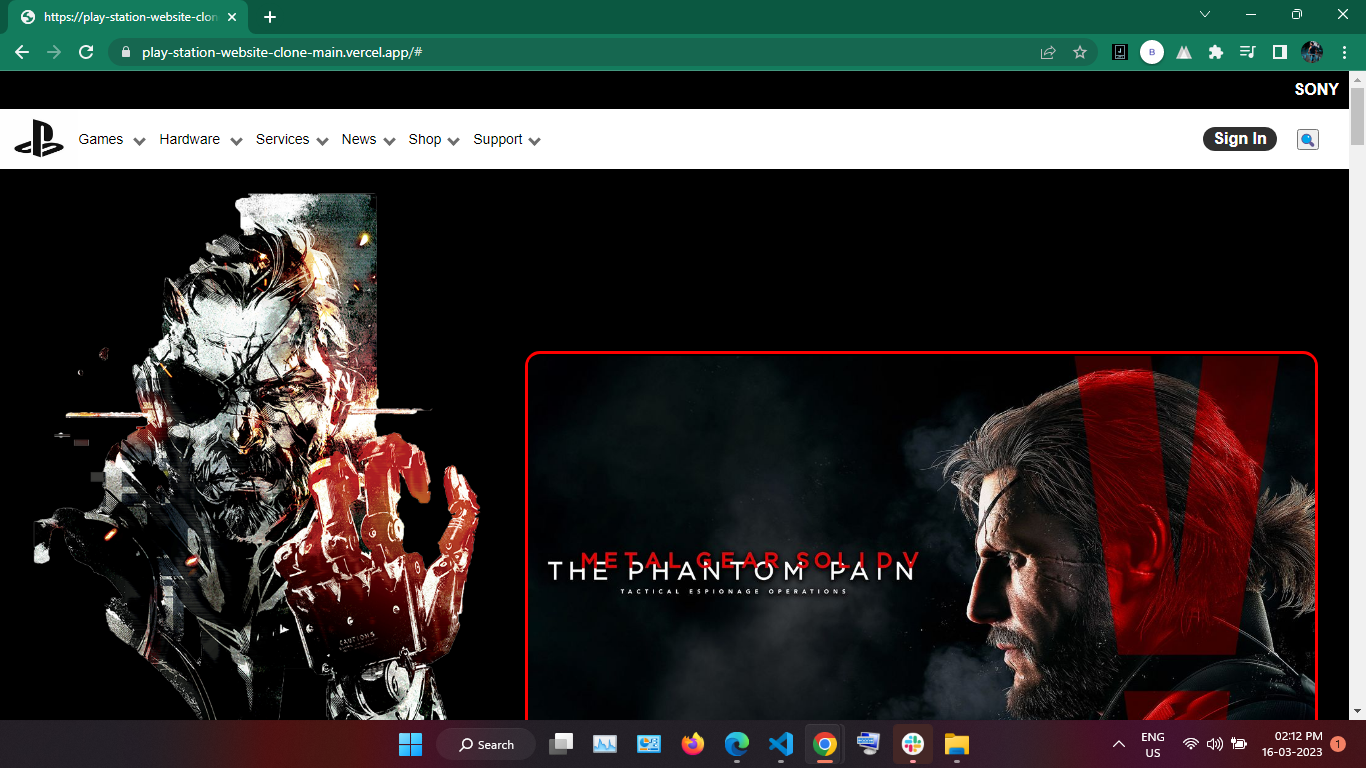 https://play-station-website-clon
play-station-website-clone-main.vercel.app/#
B
SONY
Games
Hardware
Services
News
Shop
Support
Sign In
METAL GEAR SOLID V
THE PHANTOM PAIN
TACTICAL ESPIONAGE OPERATIONS
CAUTIONS
Search
ENG
US
02:12 PM
16-03-2023
1